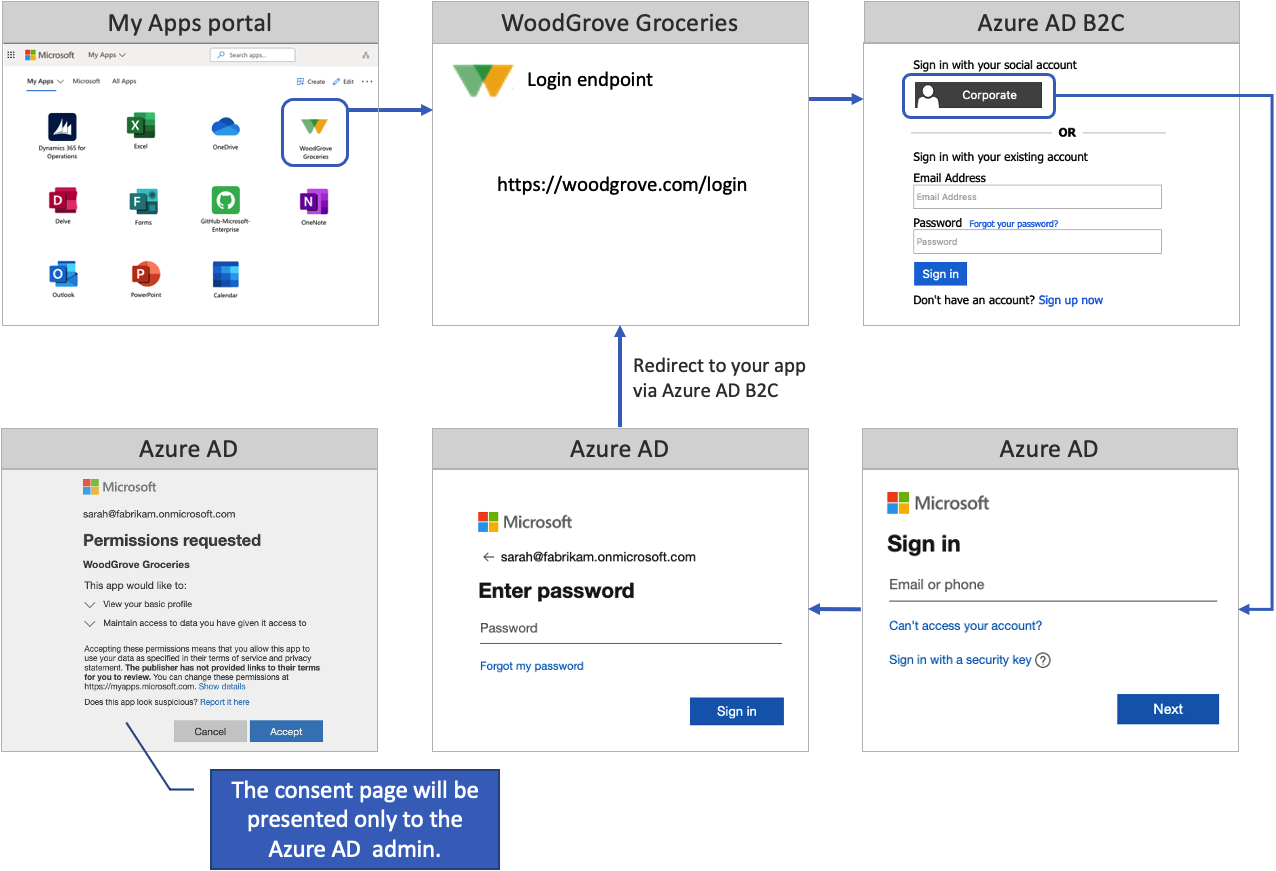 My Apps portal
Microsoft My Apps
Search apps...
My Apps Microsoft All Apps
Create Edit ...
Dynamics 365 for
Operations
Excel
OneDrive
WoodGrove
Groceries
Delve
Forms
GitHub-Microsoft-
Enterprise
OneNote
Outlook
PowerPoint
Calendar
WoodGrove Groceries
Login endpoint
https://woodgrove.com/login
Azure AD B2C
Sign in with your social account
Corporate
OR
Sign in with your existing account
Email Address
Email Address
Password Forgot your password?
Password
Sign in
Don't have an account? Sign up now
Redirect to your app
via Azure AD B2C
Azure AD
Microsoft
sarah@fabrikam.onmicrosoft.com
Permissions requested
WoodGrove Groceries
This app would like to:
View your basic profile
Maintain access to data you have given it access to
Accepting these permissions means that you allow this app to
use your data as specified in their terms of service and privacy
statement. The publisher has not provided links to their terms
for you to review. You can change these permissions at
https://myapps.microsoft.com. Show details
Does this app look suspicious? Report it here
Cancel Accept
The consent page will be
presented only to the
Azure AD admin.
Azure AD
Microsoft
← sarah@fabrikam.onmicrosoft.com
Enter password
Password
Forgot my password
Sign in
Azure AD
Microsoft
Sign in
Email or phone
Can't access your account?
Sign in with a security key ?
Next